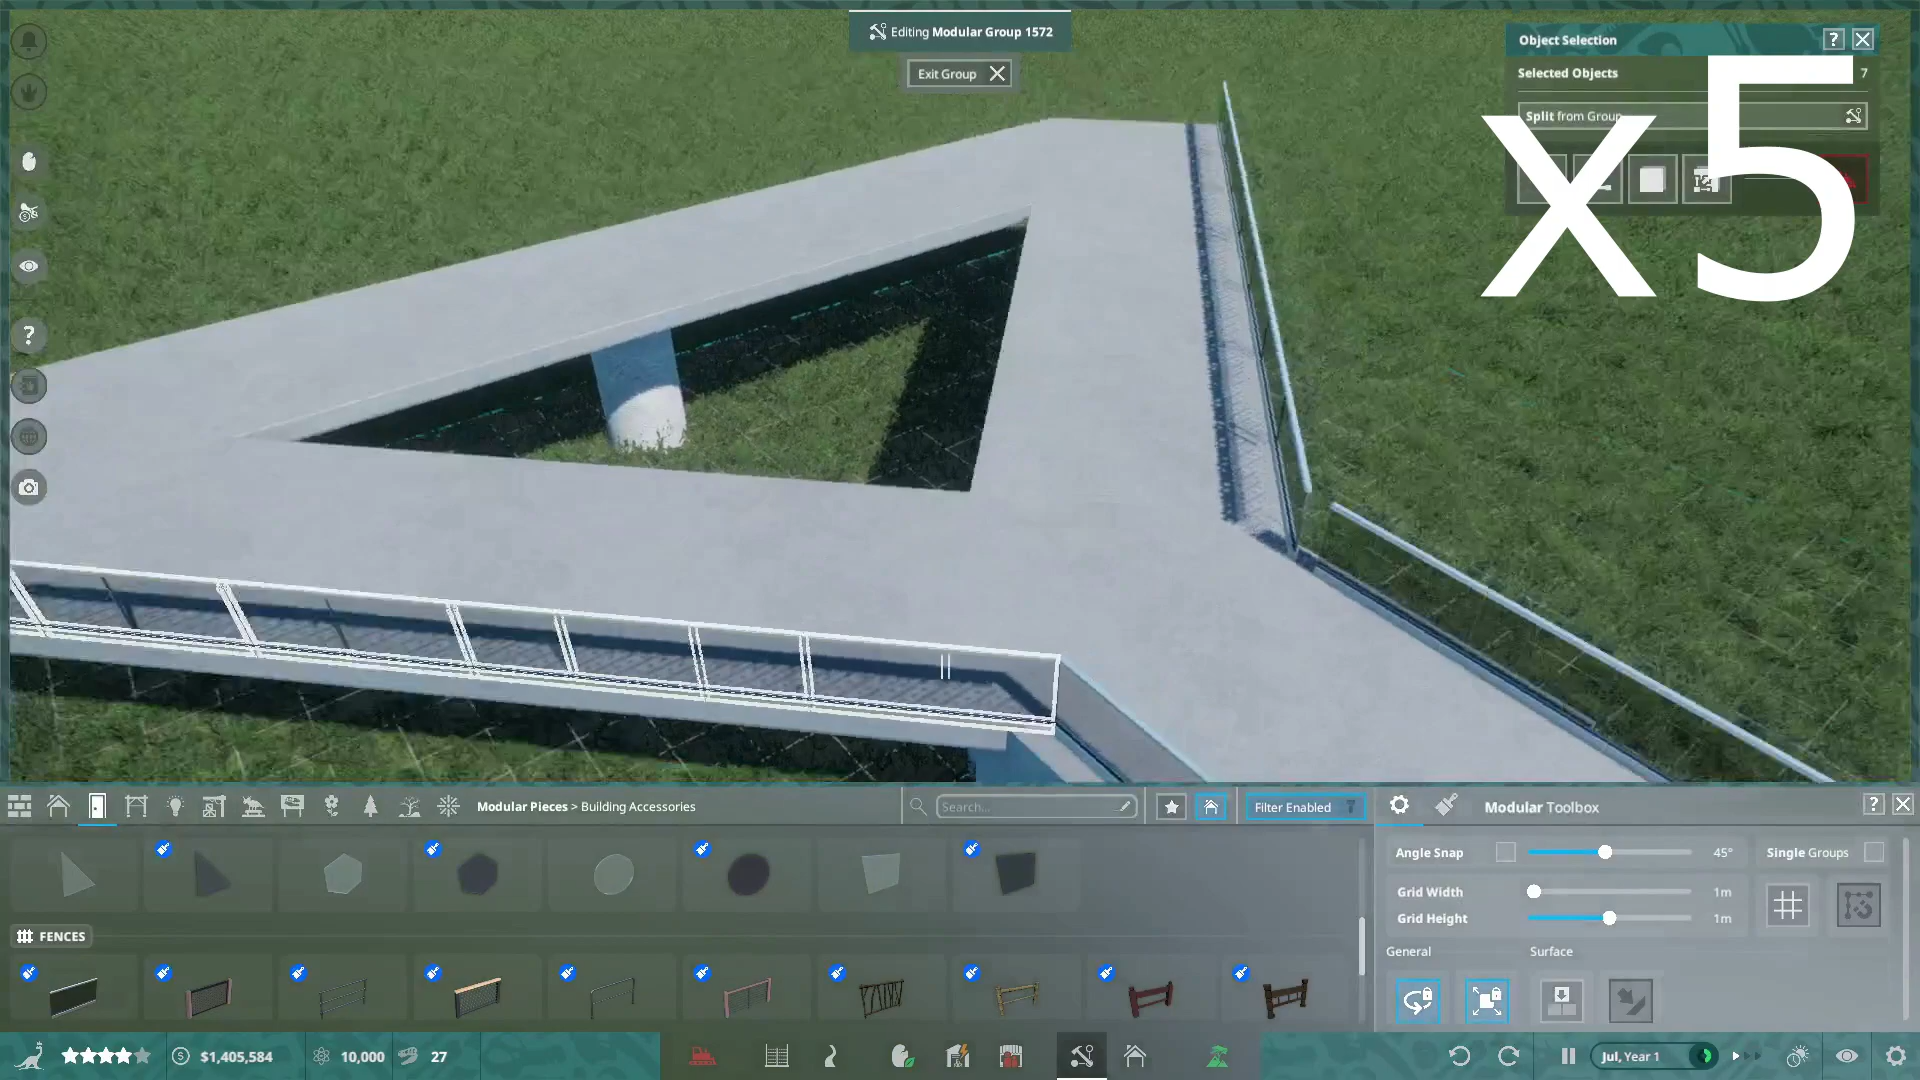 Editing Modular Group 1572
Exit Group
Object Selection
?
Selected Objects 7
Split from Group
x5
?
Modular Pieces > Building Accessories
Search...
Filter Enabled
Modular Toolbox
?
Angle Snap 45°
Single Groups
Grid Width 1m
Grid Height 1m
General
Surface
FENCES
$1,405,584
10,000
27
Jul, Year 1